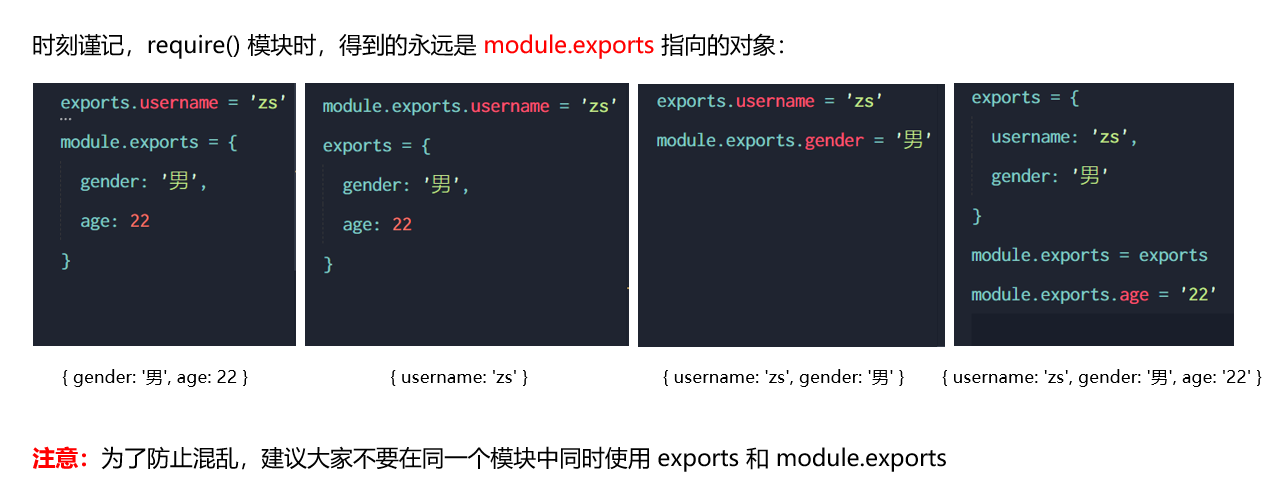 时刻谨记，require() 模块时，得到的永远是 module.exports 指向的对象：
exports.username = 'zs'
module.exports = {
gender: '男',
age: 22
}
{ gender: '男', age: 22 }
module.exports.username = 'zs'
exports = {
gender: '男',
age: 22
}
{ username: 'zs' }
exports.username = 'zs'
module.exports.gender = '男'
{ username: 'zs', gender: '男' }
exports = {
username: 'zs',
gender: '男'
}
module.exports = exports
module.exports.age = '22'
{ username: 'zs', gender: '男', age: '22' }
注意：为了防止混乱，建议大家不要在同一个模块中同时使用 exports 和 module.exports